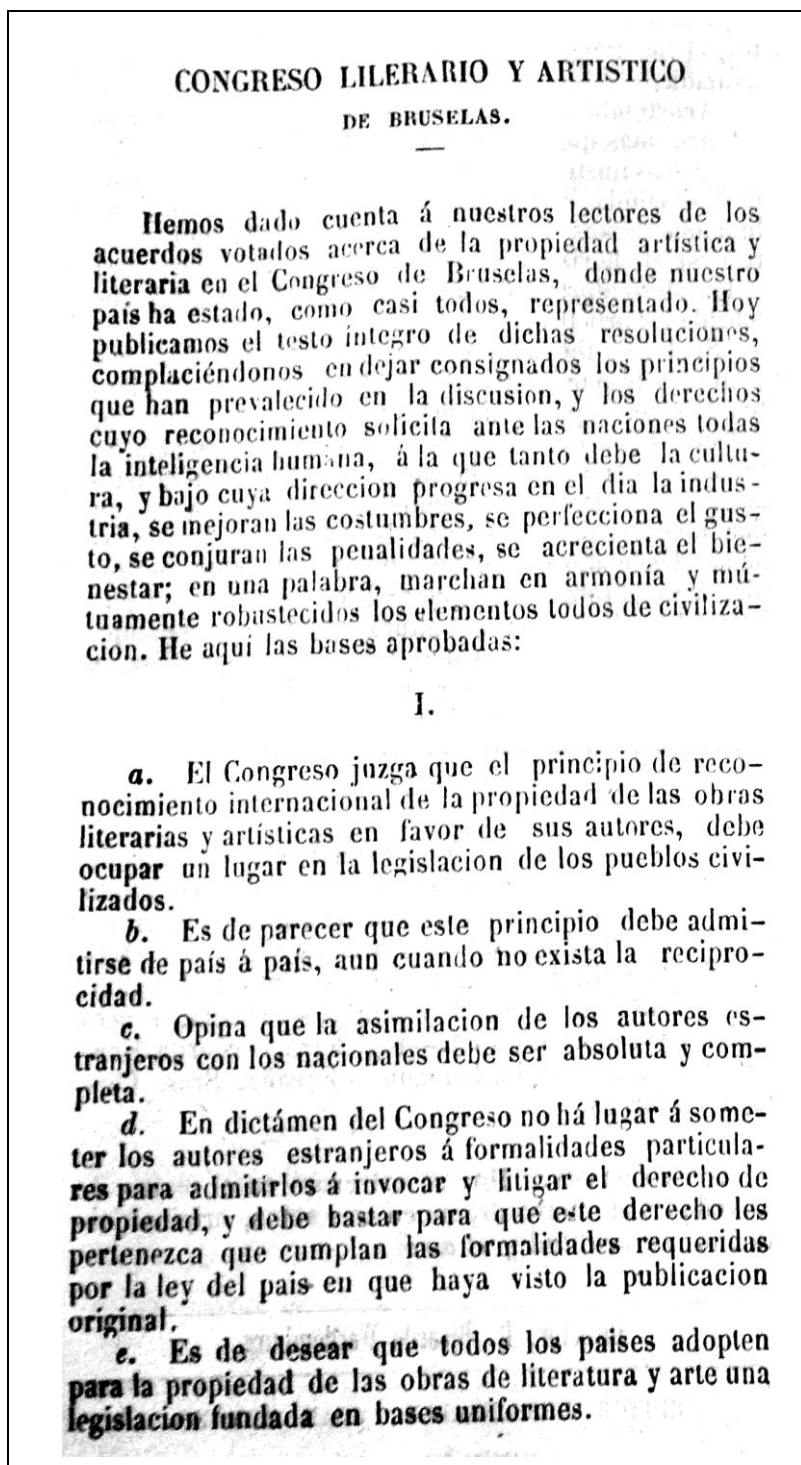 CONGRESO LILERARIO Y ARTISTICO
DE BRUSELAS.
Hemos dado cuenta á nuestros lectores de los
acuerdos votados acerca de la propiedad artística y
literaria en el Congreso de Bruselas, donde nuestro
país ha estado, como casi todos, representado. Hoy
publicamos el testo íntegro de dichas resoluciones,
complaciéndonos en dejar consignados los principios
que han prevalecido en la discusion, y los derechos
cuyo reconocimiento solicita ante las naciones todas
la inteligencia humana, á la que tanto debe la cultu-
ra, y bajo cuya direccion progresa en el dia la indus-
tria, se mejoran las costumbres, se perfecciona el gus-
to, se conjuran las penalidades, se acrecienta el bie-
nestar; en una palabra, marchan en armonía y mú-
tuamente robustecidos los elementos todos de civiliza-
cion. He aquí las bases aprobadas:
I.
a. El Congreso juzga que el principio de reco-
nocimiento internacional de la propiedad de las obras
literarias y artísticas en favor de sus autores, debe
ocupar un lugar en la legislacion de los pueblos civi-
lizados.
b. Es de parecer que este principio debe admi-
tirse de país á país, aun cuando no exista la recipro-
cidad.
c. Opina que la asimilacion de los autores es-
tranjeros con los nacionales debe ser absoluta y com-
pleta.
d. En dictámen del Congreso no há lugar á some-
ter los autores estranjeros á formalidades particula-
res para admitirlos á invocar y litigar el derecho de
propiedad, y debe bastar para que este derecho les
pertenezca que cumplan las formalidades requeridas
por la ley del pais en que haya visto la publicacion
original.
e. Es de desear que todos los paises adopten
para la propiedad de las obras de literatura y arte una
legislacion fundada en bases uniformes.